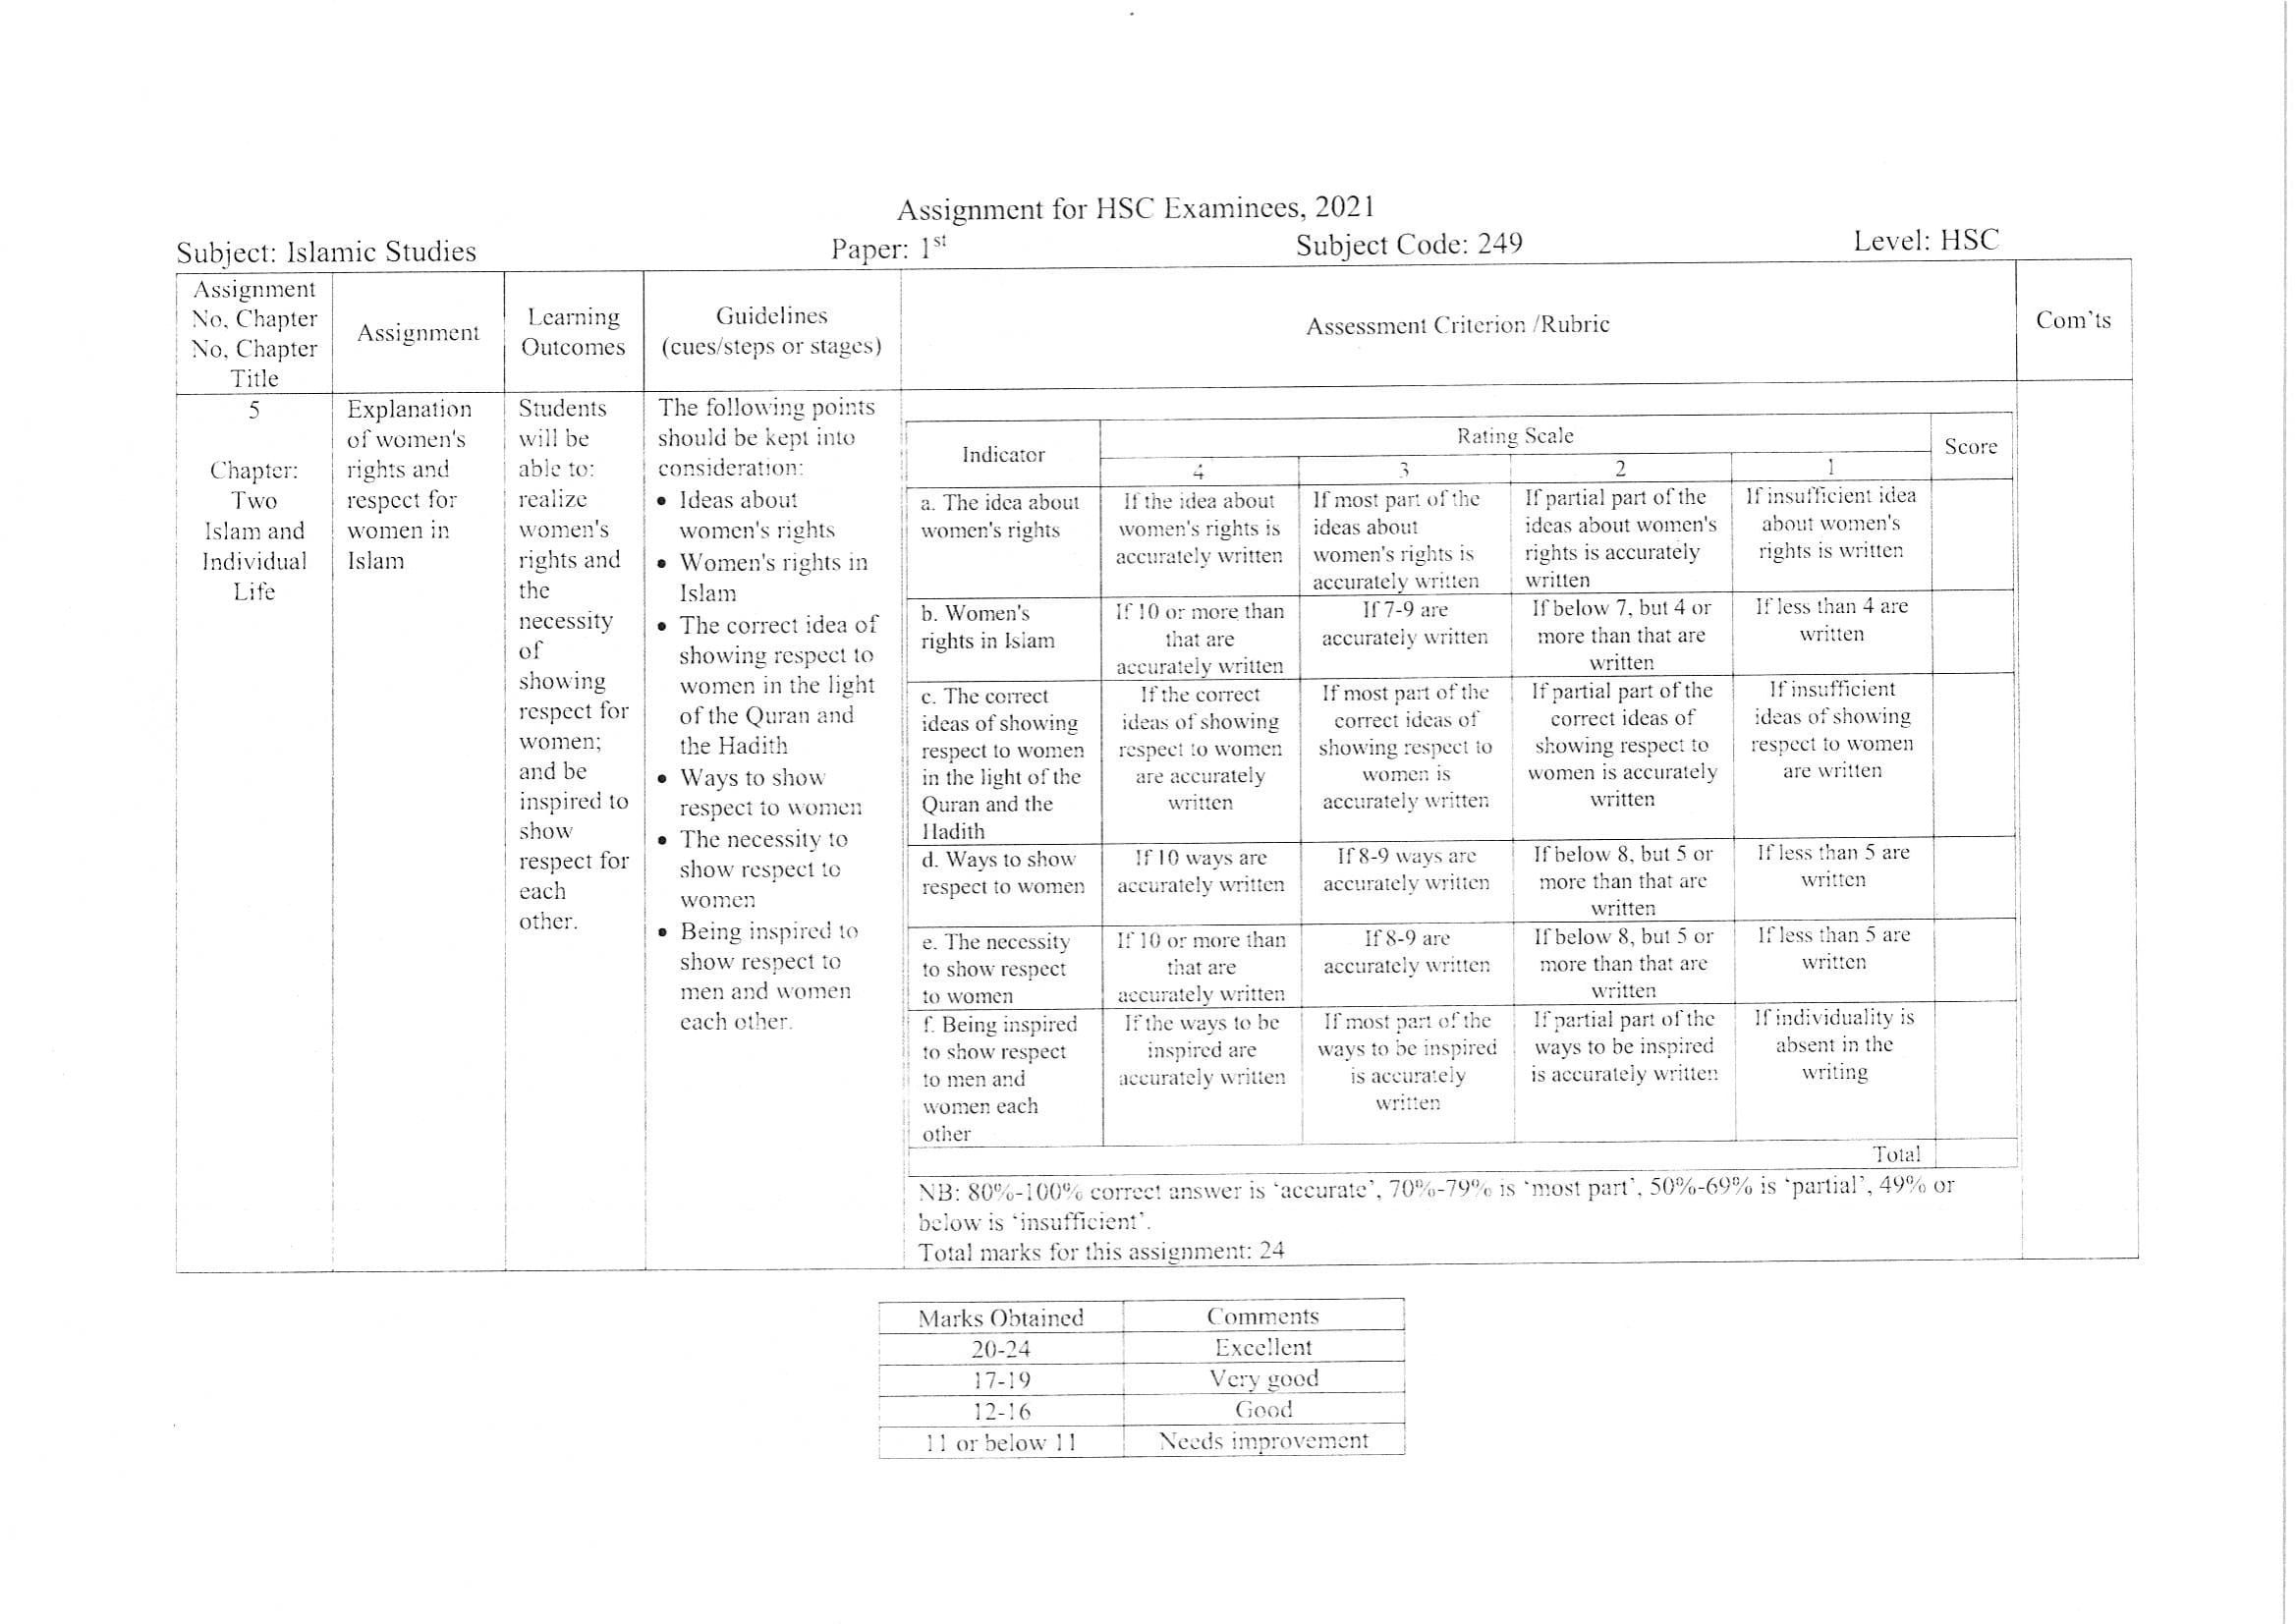 Assignment for HSC Examinees, 2021
Subject: Islamic Studies Paper: 1st Subject Code: 249 Level: HSC
Assignment
No, Chapter
No, Chapter
Title
Assignment
Learning
Outcomes
Guidelines
(cues/steps or stages)
Assessment Criterion /Rubric
Com'ts
5
Chapter:
Two
Islam and
Individual
Life
Explanation
of women's
rights and
respect for
women in
Islam
Students
will be
able to:
realize
women's
rights and
the
necessity
of
showing
respect for
women;
and be
inspired to
show
respect for
each
other.
The following points
should be kept into
consideration:
• Ideas about
women's rights
• Women's rights in
Islam
• The correct idea of
showing respect to
women in the light
of the Quran and
the Hadith
• Ways to show
respect to women
• The necessity to
show respect to
women
• Being inspired to
show respect to
men and women
each other.
Indicator
Rating Scale
Score
4 3 2 1
a. The idea about
women's rights
If the idea about
women's rights is
accurately written
If most part of the
ideas about
women's rights is
accurately written
If partial part of the
ideas about women's
rights is accurately
written
If insufficient idea
about women's
rights is written
b. Women's
rights in Islam
If 10 or more than
that are
accurately written
If 7-9 are
accurately written
If below 7, but 4 or
more than that are
written
If less than 4 are
written
c. The correct
ideas of showing
respect to women
in the light of the
Quran and the
Hadith
If the correct
ideas of showing
respect to women
are accurately
written
If most part of the
correct ideas of
showing respect to
women is
accurately written
If partial part of the
correct ideas of
showing respect to
women is accurately
written
If insufficient
ideas of showing
respect to women
are written
d. Ways to show
respect to women
If 10 ways are
accurately written
If 8-9 ways are
accurately written
If below 8, but 5 or
more than that are
written
If less than 5 are
written
e. The necessity
to show respect
to women
If 10 or more than
that are
accurately written
If 8-9 are
accurately written
If below 8, but 5 or
more than that are
written
If less than 5 are
written
f. Being inspired
to show respect
to men and
women each
other
If the ways to be
inspired are
accurately written
If most part of the
ways to be inspired
is accurately
written
If partial part of the
ways to be inspired
is accurately written
If individuality is
absent in the
writing
Total
NB: 80%-100% correct answer is 'accurate', 70%-79% is 'most part', 50%-69% is 'partial', 49% or
below is 'insufficient'.
Total marks for this assignment: 24
Marks Obtained Comments
20-24 Excellent
17-19 Very good
12-16 Good
11 or below 11 Needs improvement